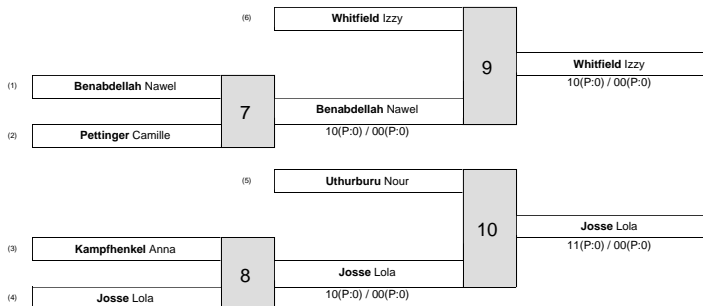 (6) Whitfield Izzy
9
Whitfield Izzy
10(P:0) / 00(P:0)
(1) Benabdellah Nawel
7
Benabdellah Nawel
10(P:0) / 00(P:0)
(2) Pettinger Camille
(5) Uthurburu Nour
10
Josse Lola
11(P:0) / 00(P:0)
(3) Kampfhenkel Anna
8
Josse Lola
10(P:0) / 00(P:0)
(4) Josse Lola